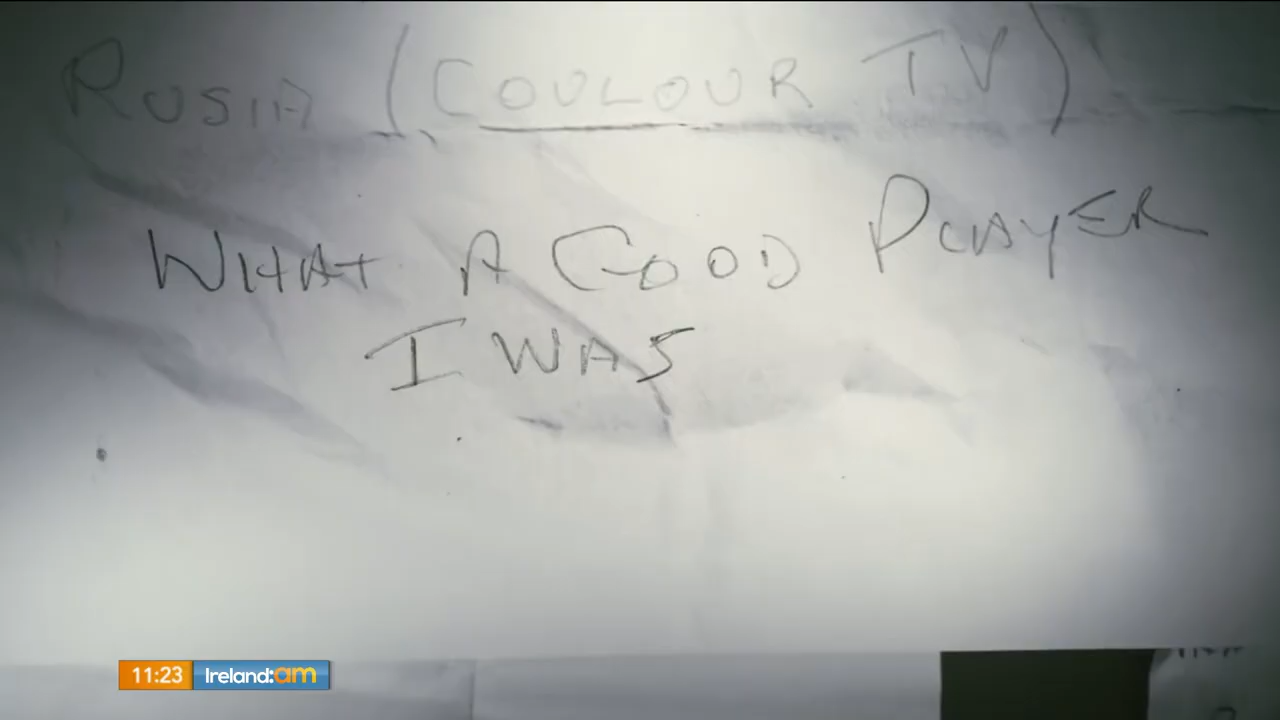 RUSIA (COULOUR TV)
WHAT A GOOD PLAYER
I WAS
11:23 Ireland:am